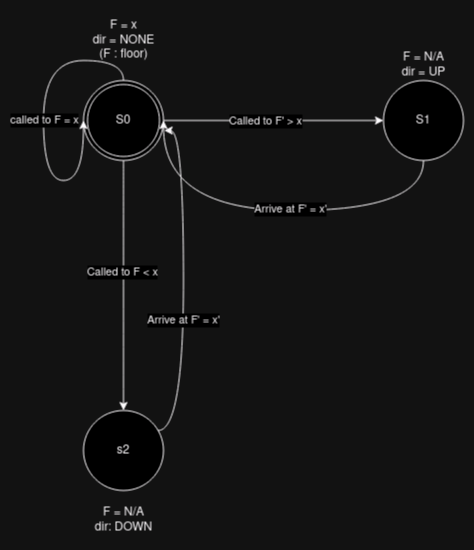 F = x
dir = NONE
(F : floor)
F = N/A
dir = UP
called to F = x
S0
Called to F' > x
S1
Arrive at F' = x'
Called to F < x
Arrive at F' = x'
s2
F = N/A
dir: DOWN